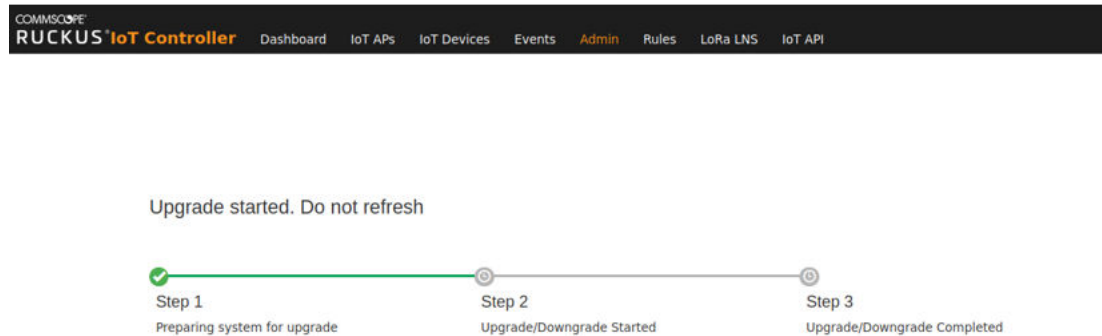 COMMSCOPE
RUCKUS IoT Controller Dashboard IoT APs IoT Devices Events Admin Rules LoRa LNS IoT API
Upgrade started. Do not refresh
Step 1 Step 2 Step 3
Preparing system for upgrade Upgrade/Downgrade Started Upgrade/Downgrade Completed